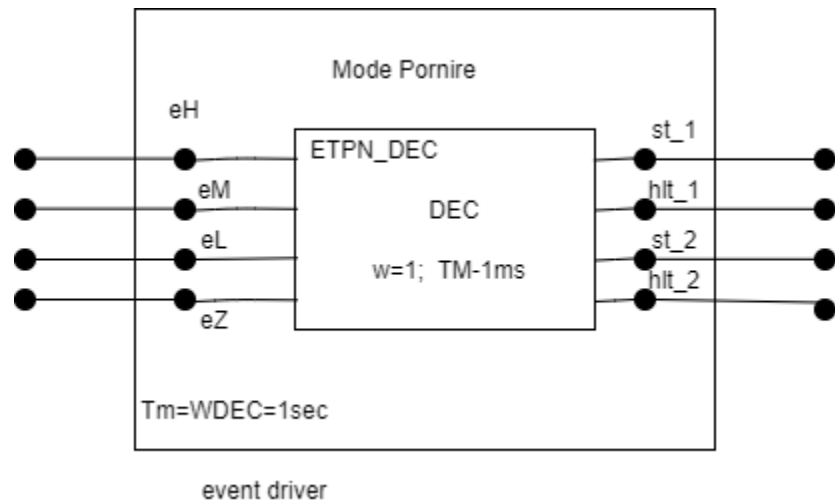 Mode Pornire
eH
ETPN_DEC
st_1
eM
DEC
hlt_1
eL
st_2
w=1; TM-1ms
hlt_2
eZ
Tm=WDEC=1sec
event driver